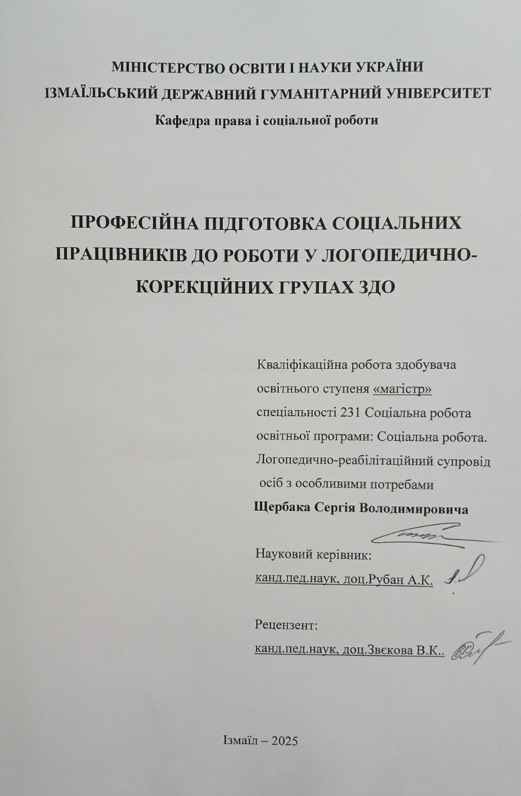 МІНІСТЕРСТВО ОСВІТИ І НАУКИ УКРАЇНИ
ІЗМАЇЛЬСЬКИЙ ДЕРЖАВНИЙ ГУМАНІТАРНИЙ УНІВЕРСИТЕТ
Кафедра права і соціальної роботи
ПРОФЕСІЙНА ПІДГОТОВКА СОЦІАЛЬНИХ
ПРАЦІВНИКІВ ДО РОБОТИ У ЛОГОПЕДИЧНО-
КОРЕКЦІЙНИХ ГРУПАХ ЗДО
Кваліфікаційна робота здобувача
освітнього ступеня «магістр»
спеціальності 231 Соціальна робота
освітньої програми: Соціальна робота.
Логопедично-реабілітаційний супровід
осіб з особливими потребами
Щербака Сергія Володимировича
Науковий керівник:
канд.пед.наук, доц.Рубан А.К.
Рецензент:
канд.пед.наук, доц.Звєкова В.К..
Ізмаїл – 2025